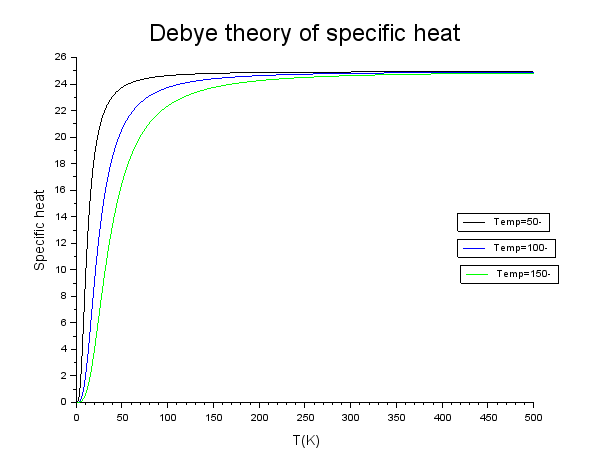 Debye theory of specific heat
26
24
22
20
18
16
14
12
10
8
6
4
2
0
Specific heat
Temp=50-
Temp=100-
Temp=150-
0 50 100 150 200 250 300 350 400 450 500
T(K)